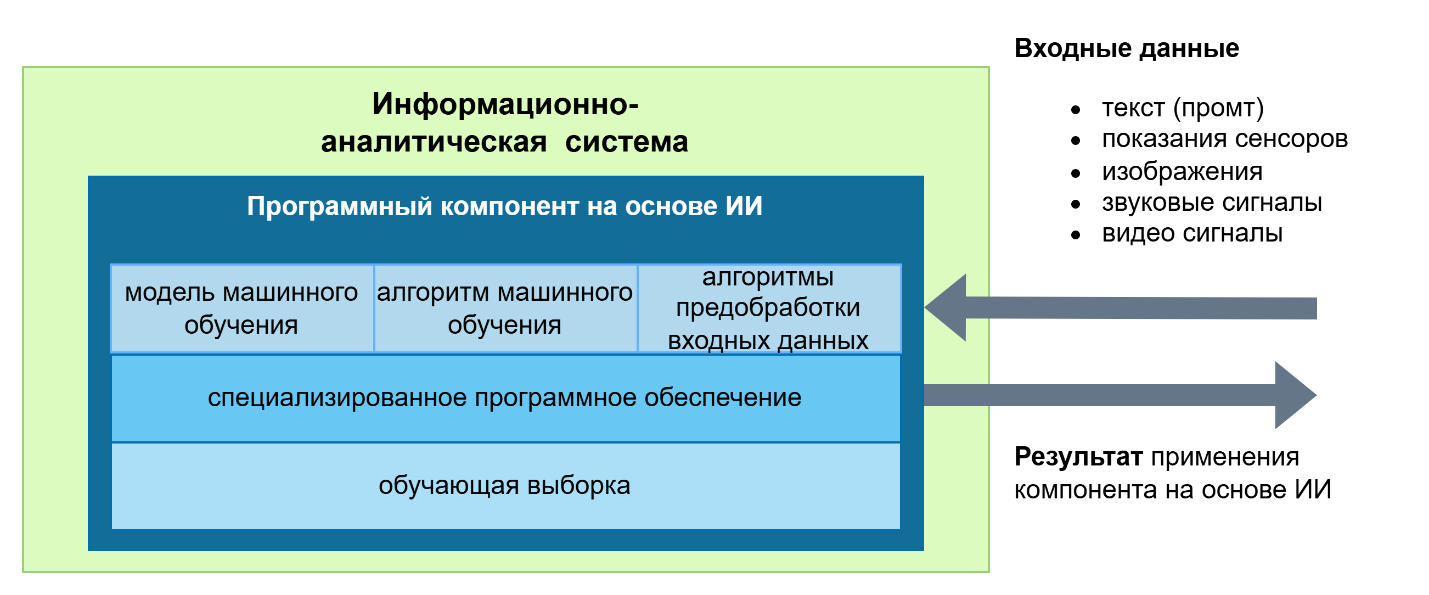 Входные данные
• текст (промт)
• показания сенсоров
• изображения
• звуковые сигналы
• видео сигналы
Информационно-
аналитическая система
Программный компонент на основе ИИ
модель машинного
обучения
алгоритм машинного
обучения
алгоритмы
предобработки
входных данных
специализированное программное обеспечение
обучающая выборка
Результат применения
компонента на основе ИИ